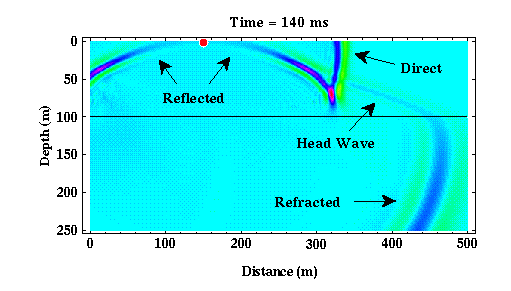 Time = 140 ms
0
Direct
50
Reflected
100
Head Wave
150
200
Refracted
250
0 100 200 300 400 500
Depth (m)
Distance (m)